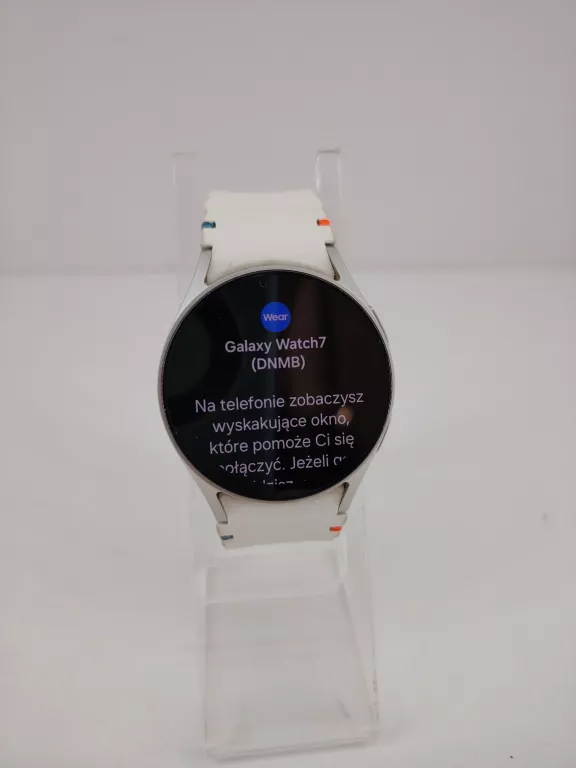 Wear
Galaxy Watch7
(DNMB)
Na telefonie zobaczysz
wyskakujące okno,
które pomoże Ci się
połączyć. Jeżeli